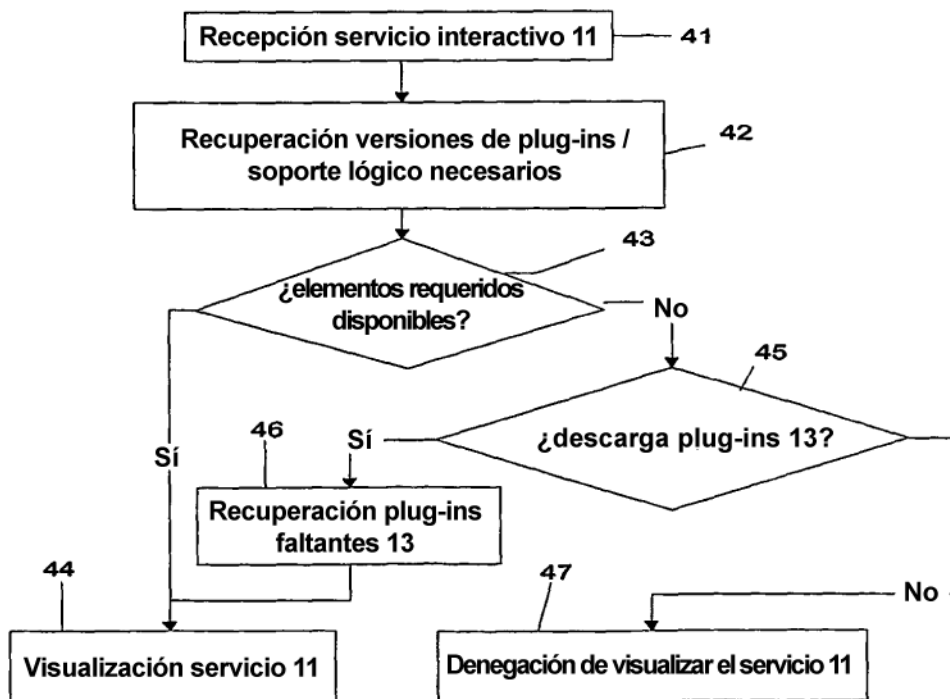 Recepción servicio interactivo 11
41
Recuperación versiones de plug-ins /
soporte lógico necesarios
42
43
¿elementos requeridos
disponibles?
No
45
¿descarga plug-ins 13?
Sí
46
Sí
Recuperación plug-ins
faltantes 13
44
47
No
Visualización servicio 11
Denegación de visualizar el servicio 11